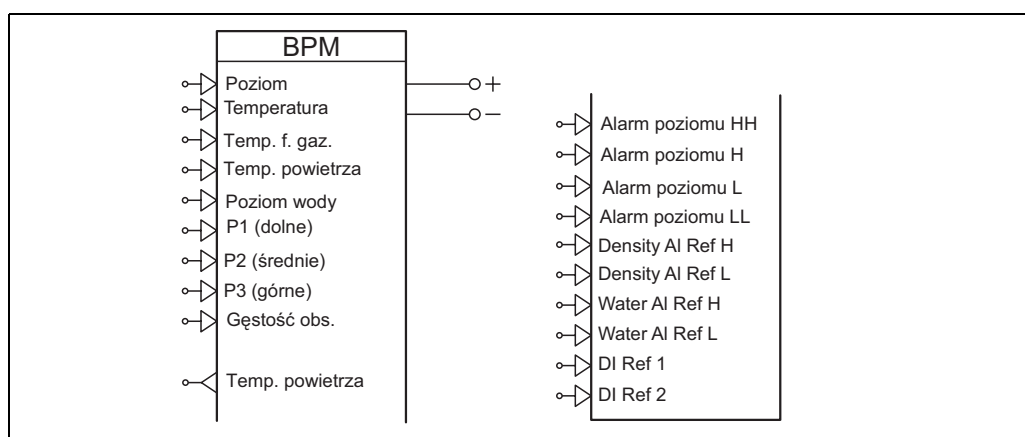 BPM
Poziom
Temperatura
Temp. f. gaz.
Temp. powietrza
Poziom wody
P1 (dolne)
P2 (średnie)
P3 (górne)
Gęstość obs.
Temp. powietrza
+
−
Alarm poziomu HH
Alarm poziomu H
Alarm poziomu L
Alarm poziomu LL
Density Al Ref H
Density Al Ref L
Water Al Ref H
Water Al Ref L
DI Ref 1
DI Ref 2